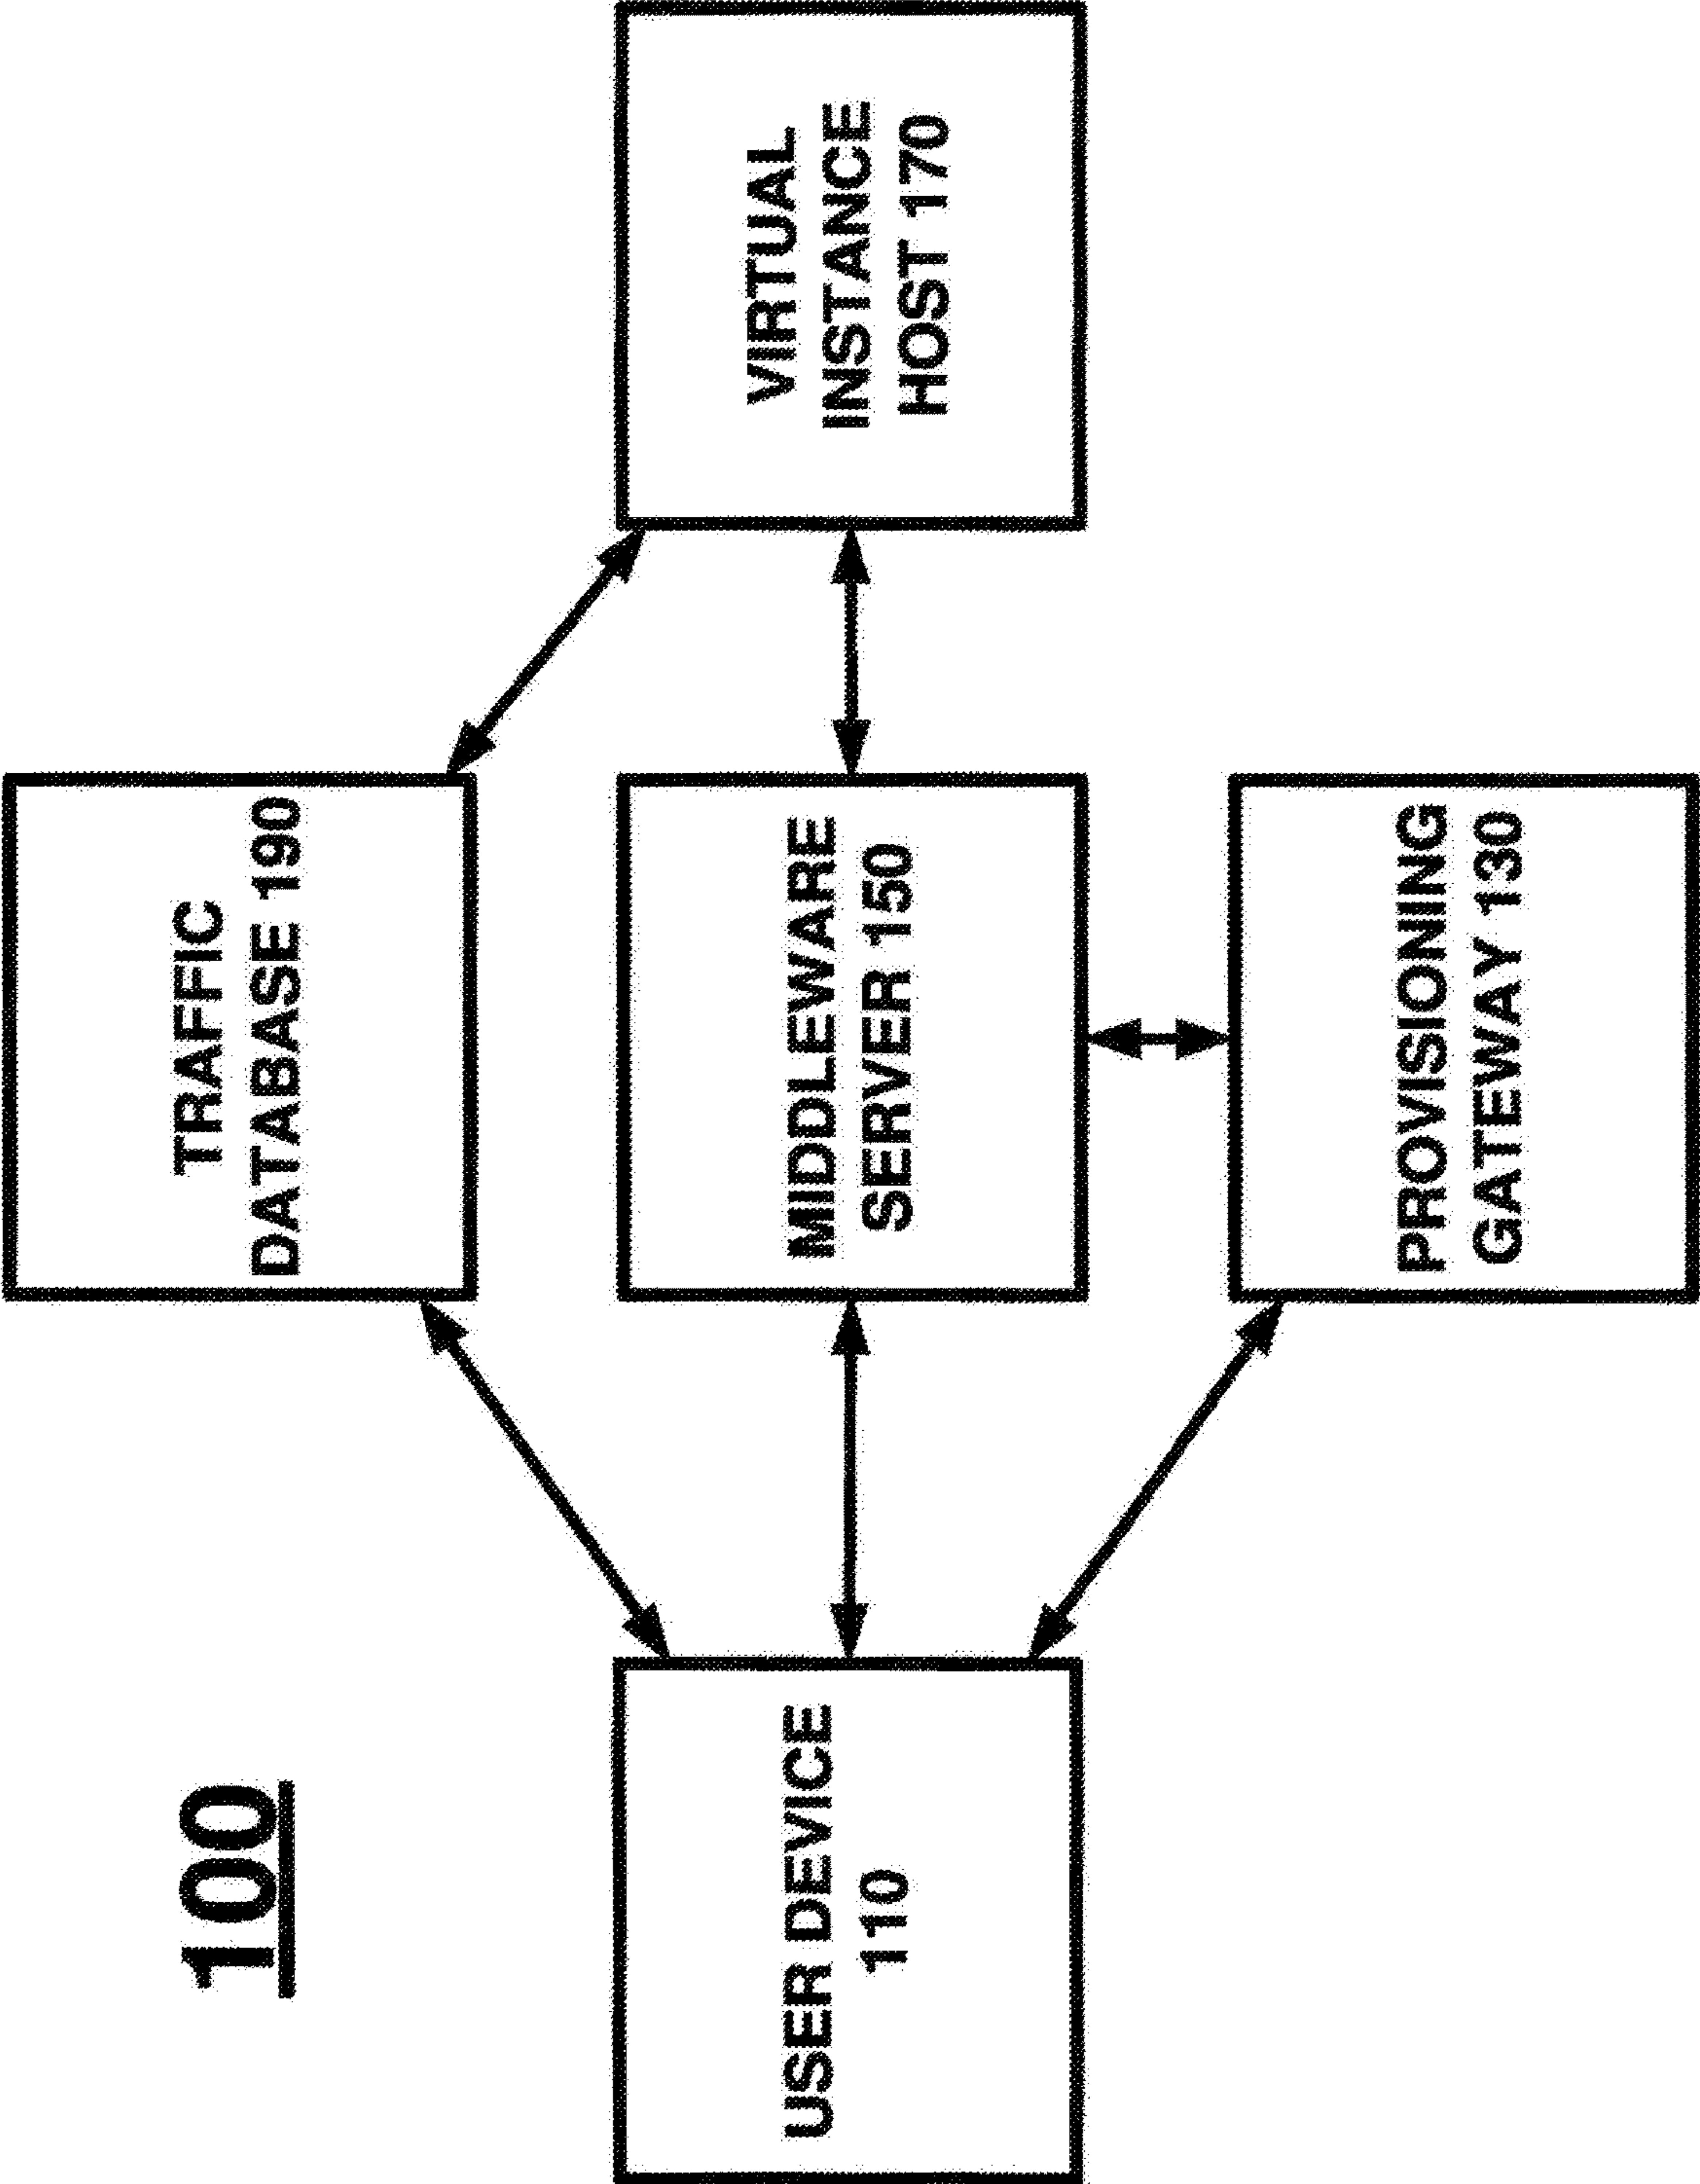 100
TRAFFIC
DATABASE 190
USER DEVICE
110
MIDDLEWARE
SERVER 150
VIRTUAL
INSTANCE
HOST 170
PROVISIONING
GATEWAY 130